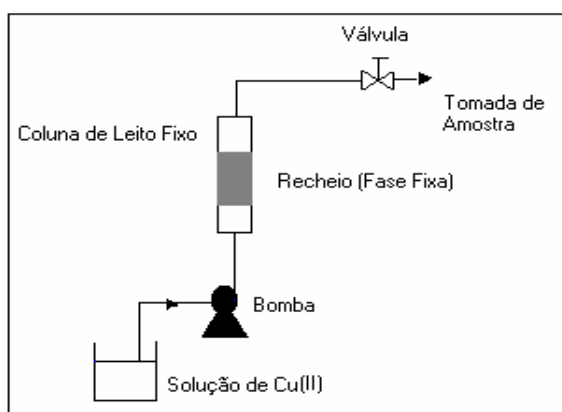 Válvula
Tomada de
Amostra
Coluna de Leito Fixo
Recheio (Fase Fixa)
Bomba
Solução de Cu(II)